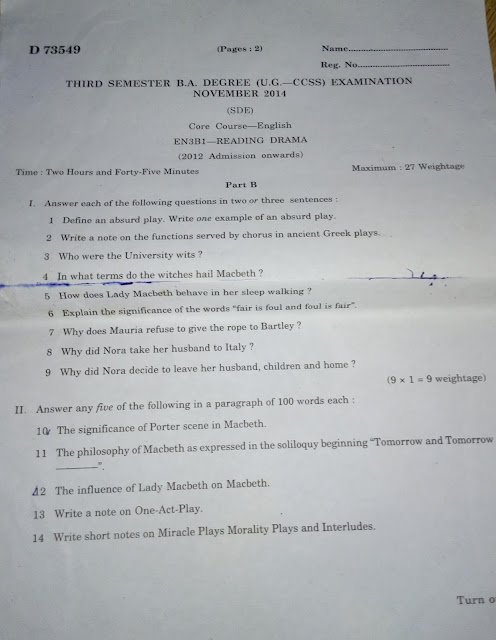 D 73549 (Pages : 2) Name.......................................
Reg. No...................................
THIRD SEMESTER B.A. DEGREE (U.G.—CCSS) EXAMINATION
NOVEMBER 2014
(SDE)
Core Course—English
EN3B1—READING DRAMA
(2012 Admission onwards)
Time : Two Hours and Forty-Five Minutes Maximum : 27 Weightage
Part B
I. Answer each of the following questions in two or three sentences :
1 Define an absurd play. Write one example of an absurd play.
2 Write a note on the functions served by chorus in ancient Greek plays.
3 Who were the University wits ?
4 In what terms do the witches hail Macbeth ?
5 How does Lady Macbeth behave in her sleep walking ?
6 Explain the significance of the words "fair is foul and foul is fair".
7 Why does Mauria refuse to give the rope to Bartley ?
8 Why did Nora take her husband to Italy ?
9 Why did Nora decide to leave her husband, children and home ?
(9 × 1 = 9 weightage)
II. Answer any five of the following in a paragraph of 100 words each :
10 The significance of Porter scene in Macbeth.
11 The philosophy of Macbeth as expressed in the soliloquy beginning "Tomorrow and Tomorrow
———".
12 The influence of Lady Macbeth on Macbeth.
13 Write a note on One-Act-Play.
14 Write short notes on Miracle Plays Morality Plays and Interludes.
Turn